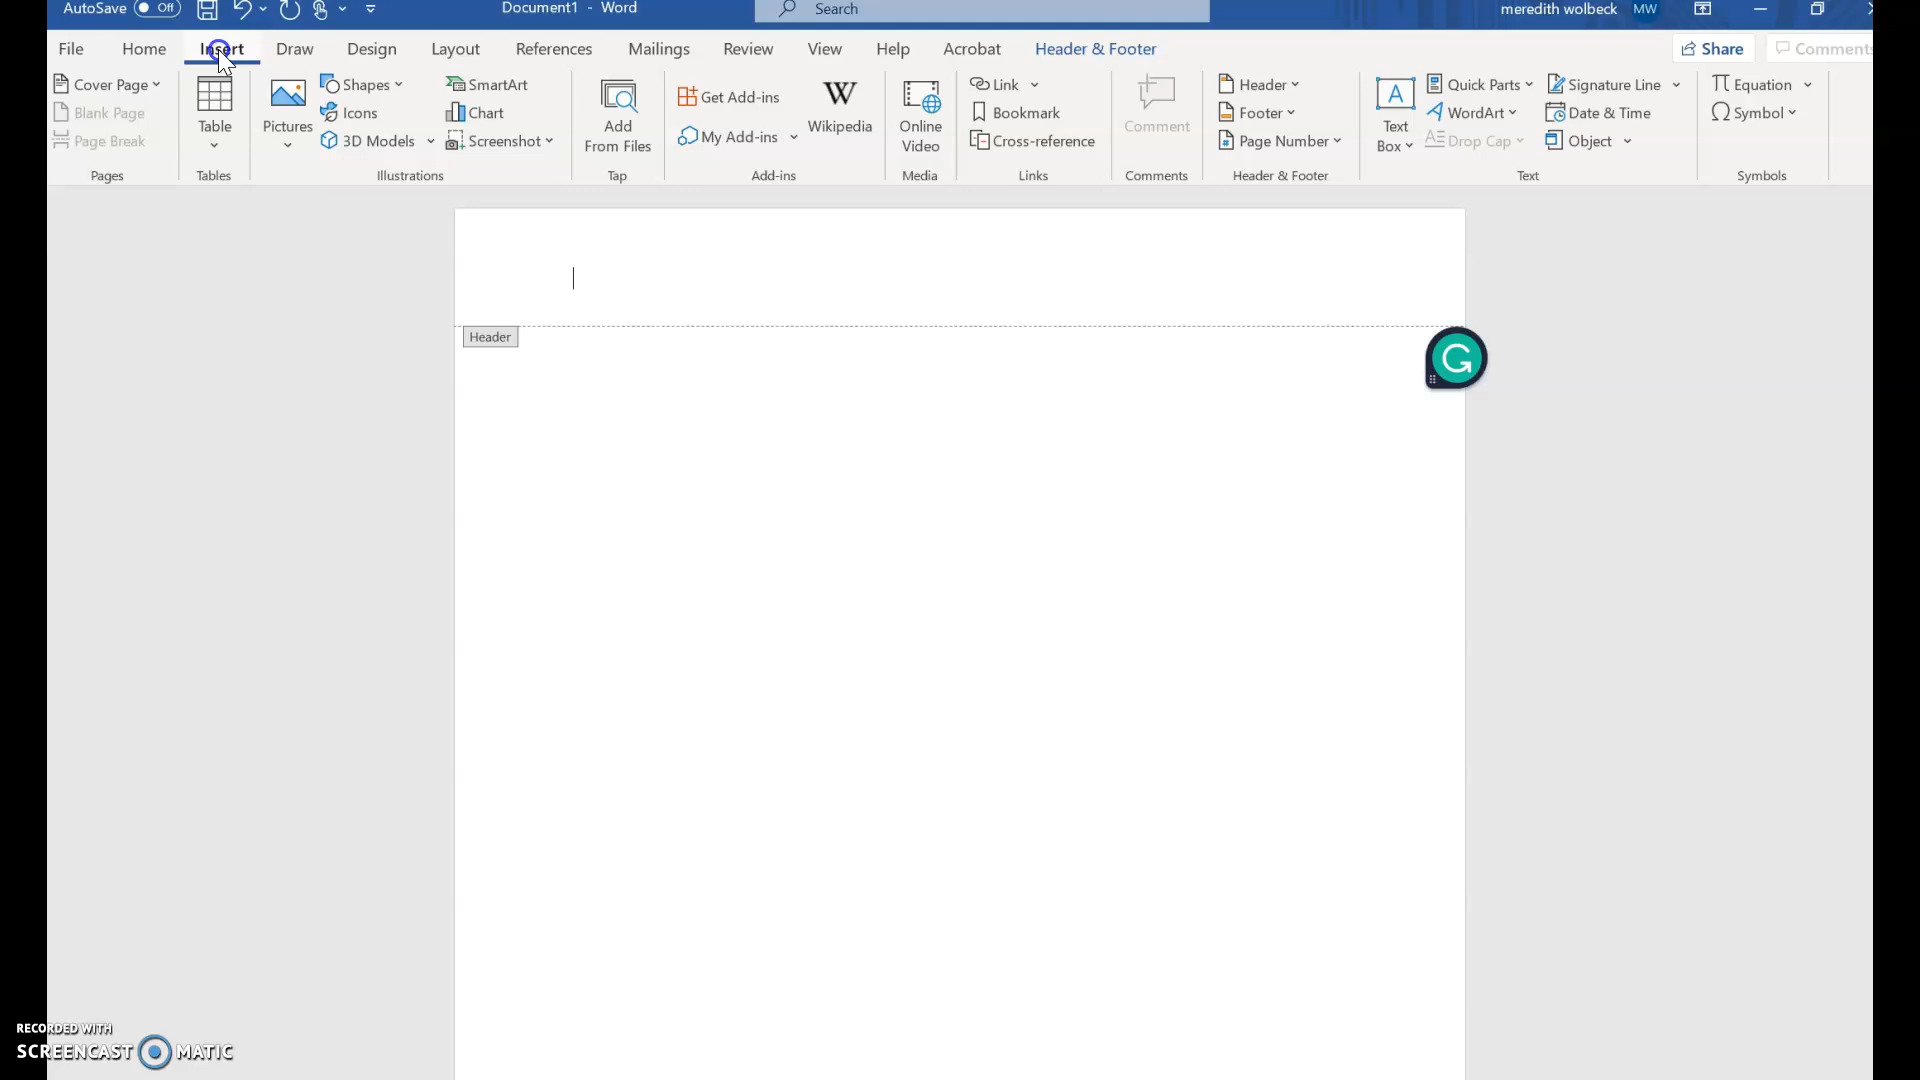 AutoSave Off Document1 - Word Search meredith wolbeck MW
File Home Insert Draw Design Layout References Mailings Review View Help Acrobat Header & Footer Share Comments
Cover Page
Blank Page
Page Break
Pages
Table
Tables
Pictures
Shapes
Icons
3D Models
SmartArt
Chart
Screenshot
Illustrations
Add
From Files
Tap
Get Add-ins
My Add-ins
W
Wikipedia
Add-ins
Online
Video
Media
Link
Bookmark
Cross-reference
Links
Comment
Comments
Header
Footer
Page Number
Header & Footer
A
Text
Box
Quick Parts
WordArt
Drop Cap
Signature Line
Date & Time
Object
Text
Equation
Symbol
Symbols
Header
G
RECORDED WITH
SCREENCAST MATIC